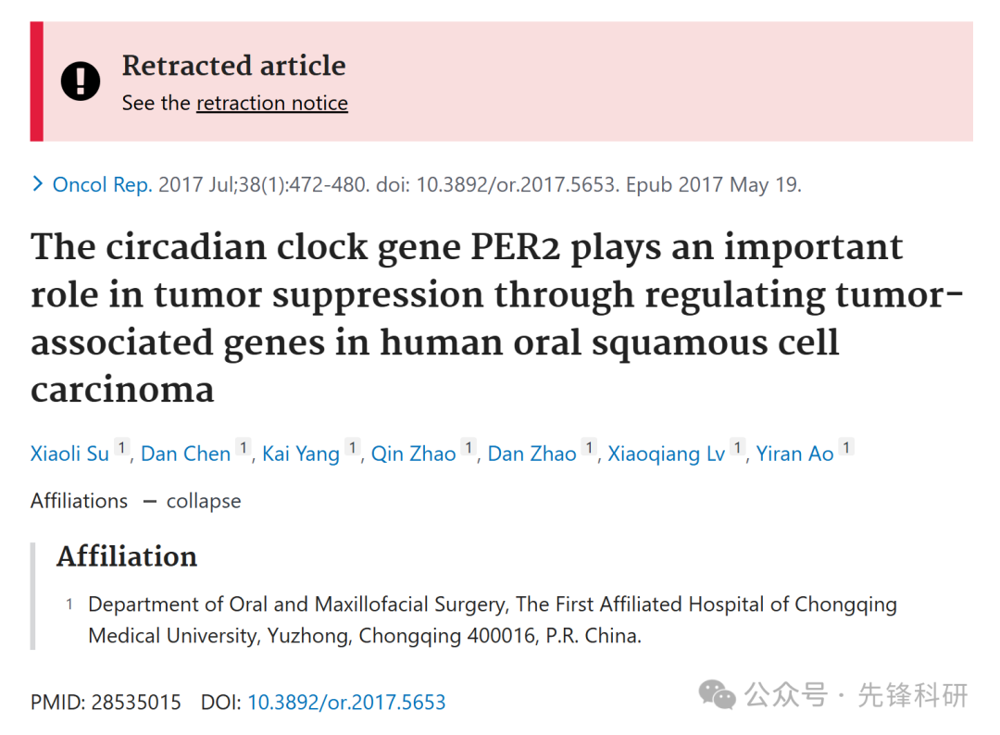 Retracted article
See the retraction notice
> Oncol Rep. 2017 Jul;38(1):472-480. doi: 10.3892/or.2017.5653. Epub 2017 May 19.
The circadian clock gene PER2 plays an important
role in tumor suppression through regulating tumor-
associated genes in human oral squamous cell
carcinoma
Xiaoli Su 1, Dan Chen 1, Kai Yang 1, Qin Zhao 1, Dan Zhao 1, Xiaoqiang Lv 1, Yiran Ao 1
Affiliations — collapse
Affiliation
1 Department of Oral and Maxillofacial Surgery, The First Affiliated Hospital of Chongqing
Medical University, Yuzhong, Chongqing 400016, P.R. China.
PMID: 28535015 DOI: 10.3892/or.2017.5653
公众号 · 先锋科研